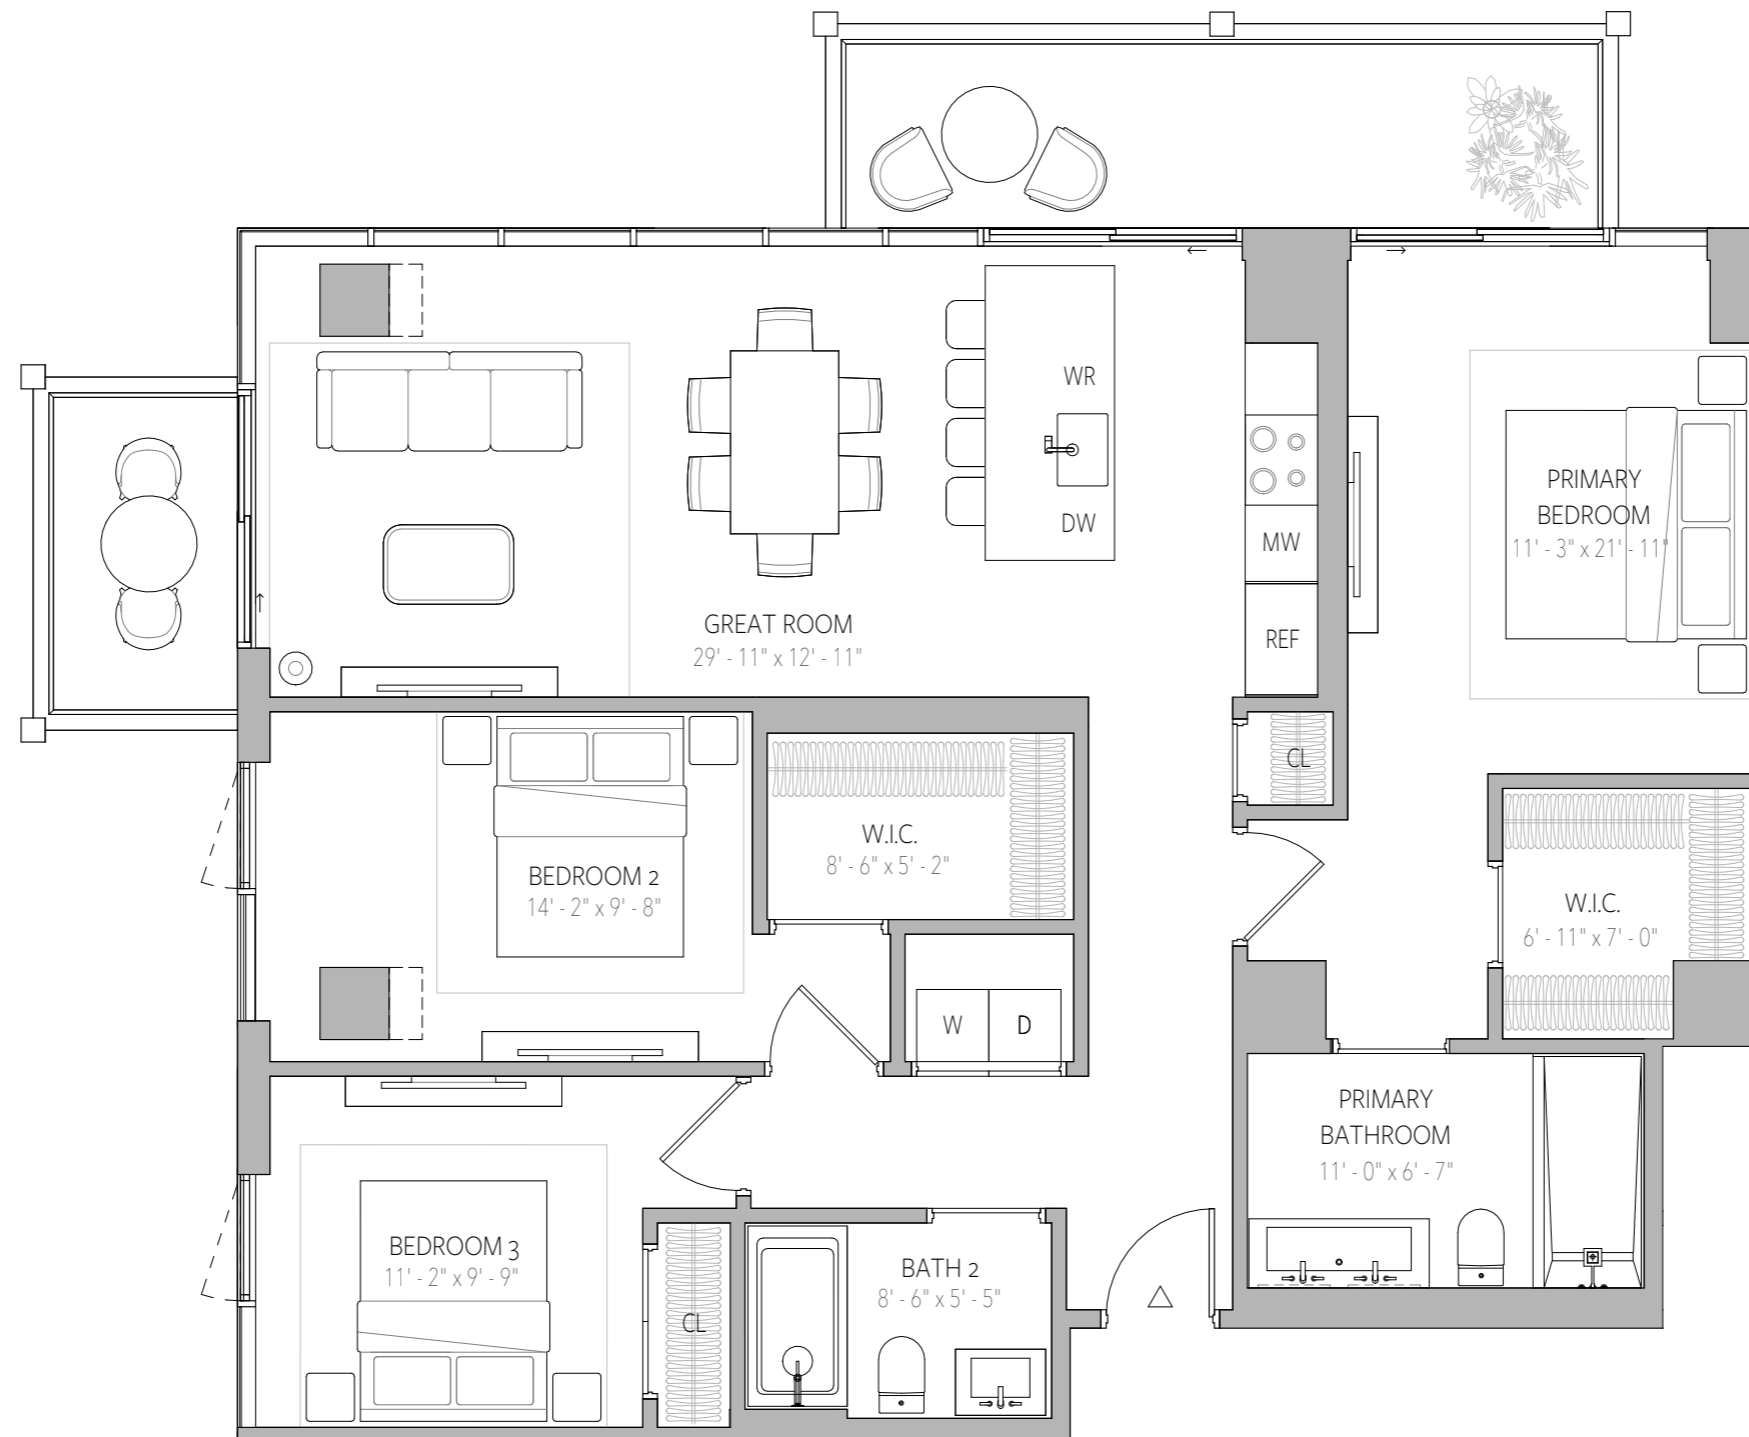 WR
DW
MW
REF
PRIMARY
BEDROOM
11' - 3" x 21' - 11"
GREAT ROOM
29' - 11" x 12' - 11"
CL
W.I.C.
8' - 6" x 5' - 2"
BEDROOM 2
14' - 2" x 9' - 8"
W.I.C.
6' - 11" x 7' - 0"
W
D
PRIMARY
BATHROOM
11' - 0" x 6' - 7"
BEDROOM 3
11' - 2" x 9' - 9"
CL
BATH 2
8' - 6" x 5' - 5"